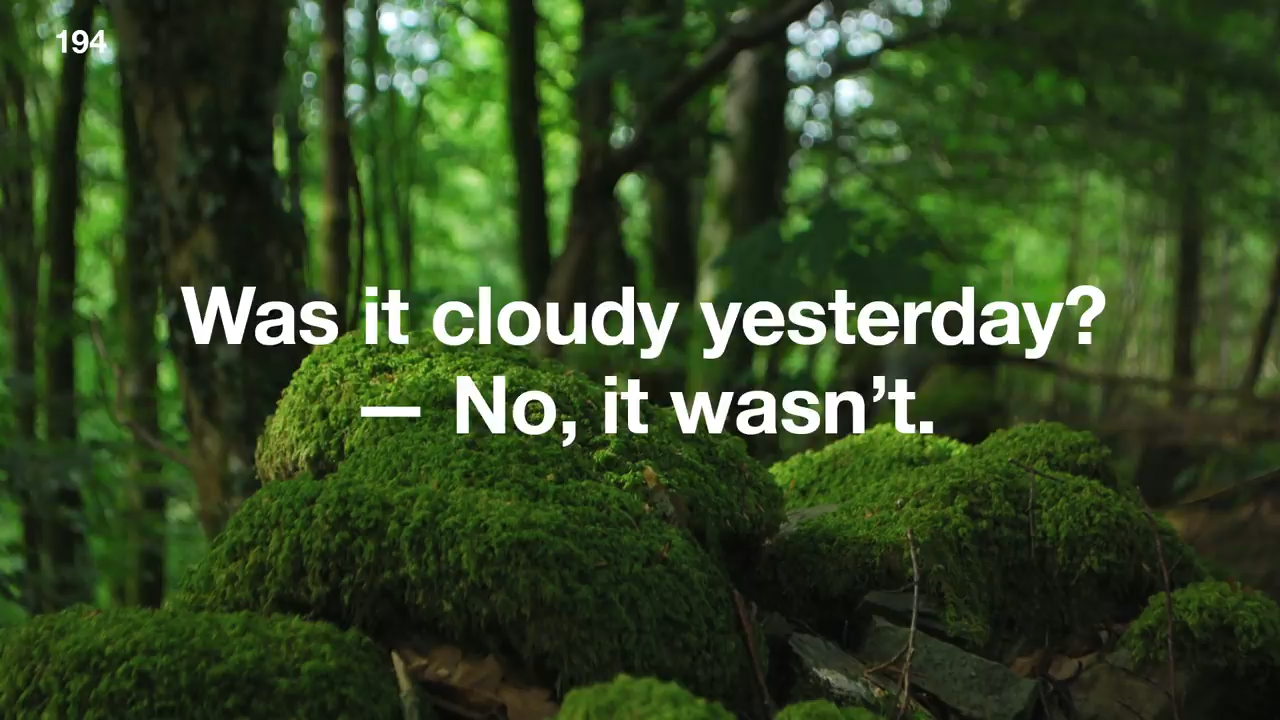 194
Was it cloudy yesterday?
— No, it wasn’t.